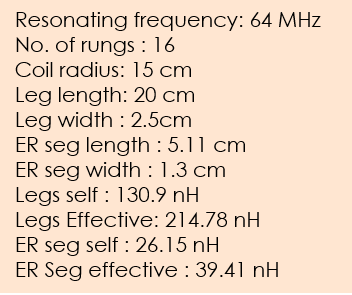 Resonating frequency: 64 MHz
No. of rungs : 16
Coil radius: 15 cm
Leg length: 20 cm
Leg width : 2.5cm
ER seg length : 5.11 cm
ER seg width : 1.3 cm
Legs self : 130.9 nH
Legs Effective: 214.78 nH
ER seg self : 26.15 nH
ER Seg effective : 39.41 nH